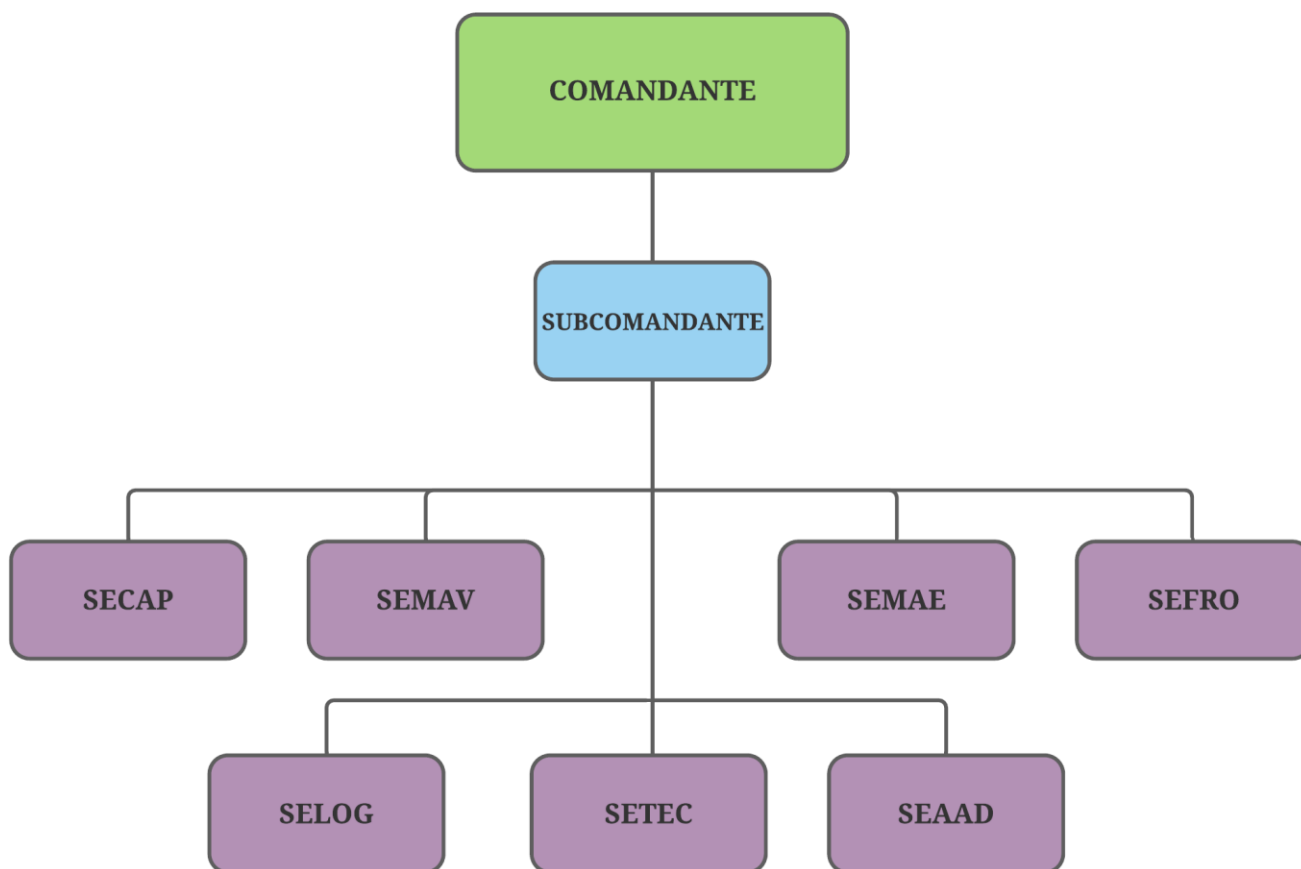 COMANDANTE
SUBCOMANDANTE
SECAP
SEMAV
SEMAE
SEFRO
SELOG
SETEC
SEAAD